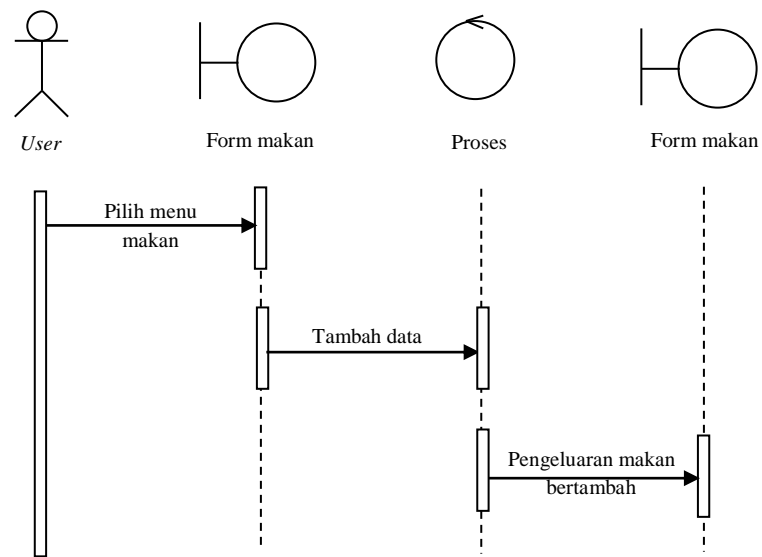 User
Form makan
Proses
Form makan
Pilih menu
makan
Tambah data
Pengeluaran makan
bertambah